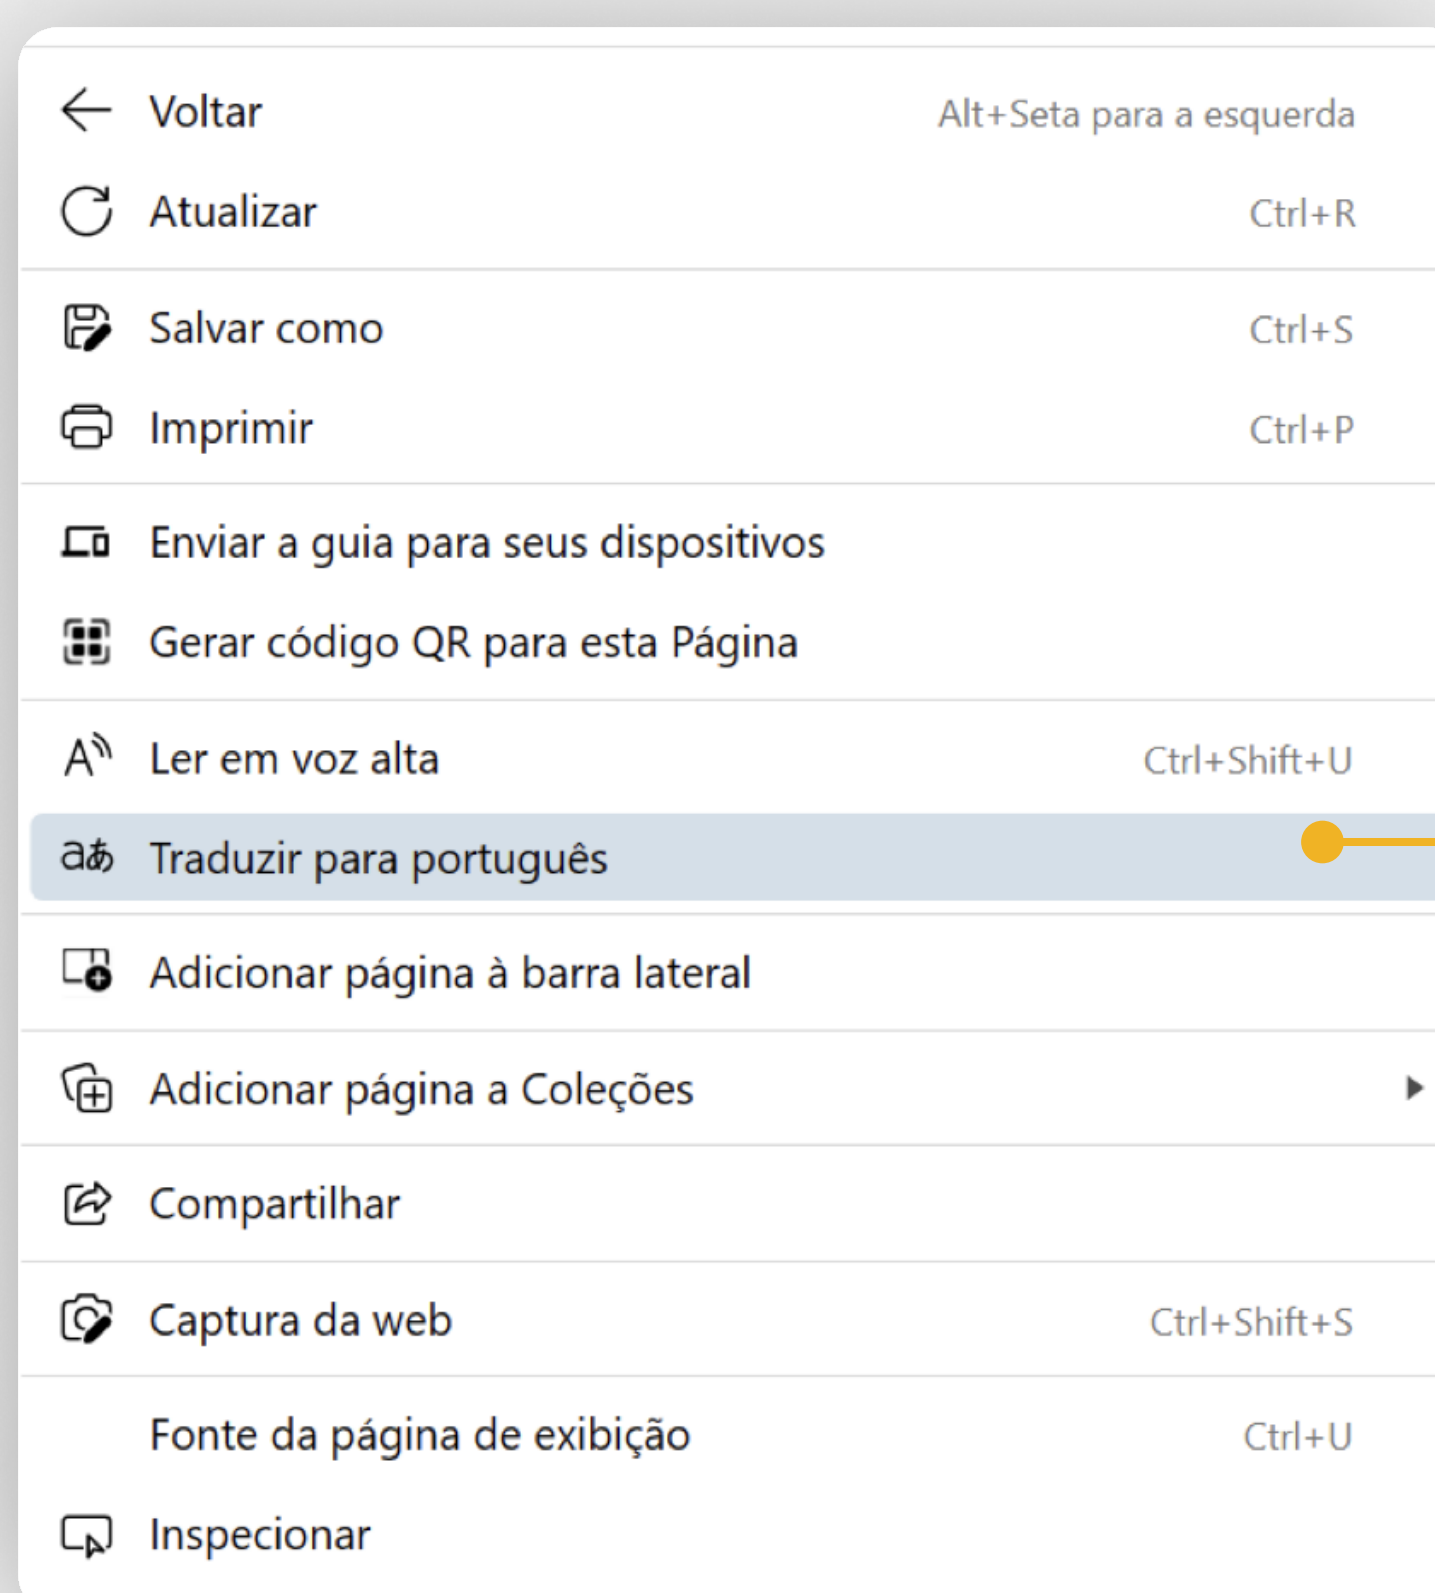 Voltar Alt+Seta para a esquerda
Atualizar Ctrl+R
Salvar como Ctrl+S
Imprimir Ctrl+P
Enviar a guia para seus dispositivos
Gerar código QR para esta Página
Ler em voz alta Ctrl+Shift+U
Traduzir para português
Adicionar página à barra lateral
Adicionar página a Coleções
Compartilhar
Captura da web Ctrl+Shift+S
Fonte da página de exibição Ctrl+U
Inspecionar